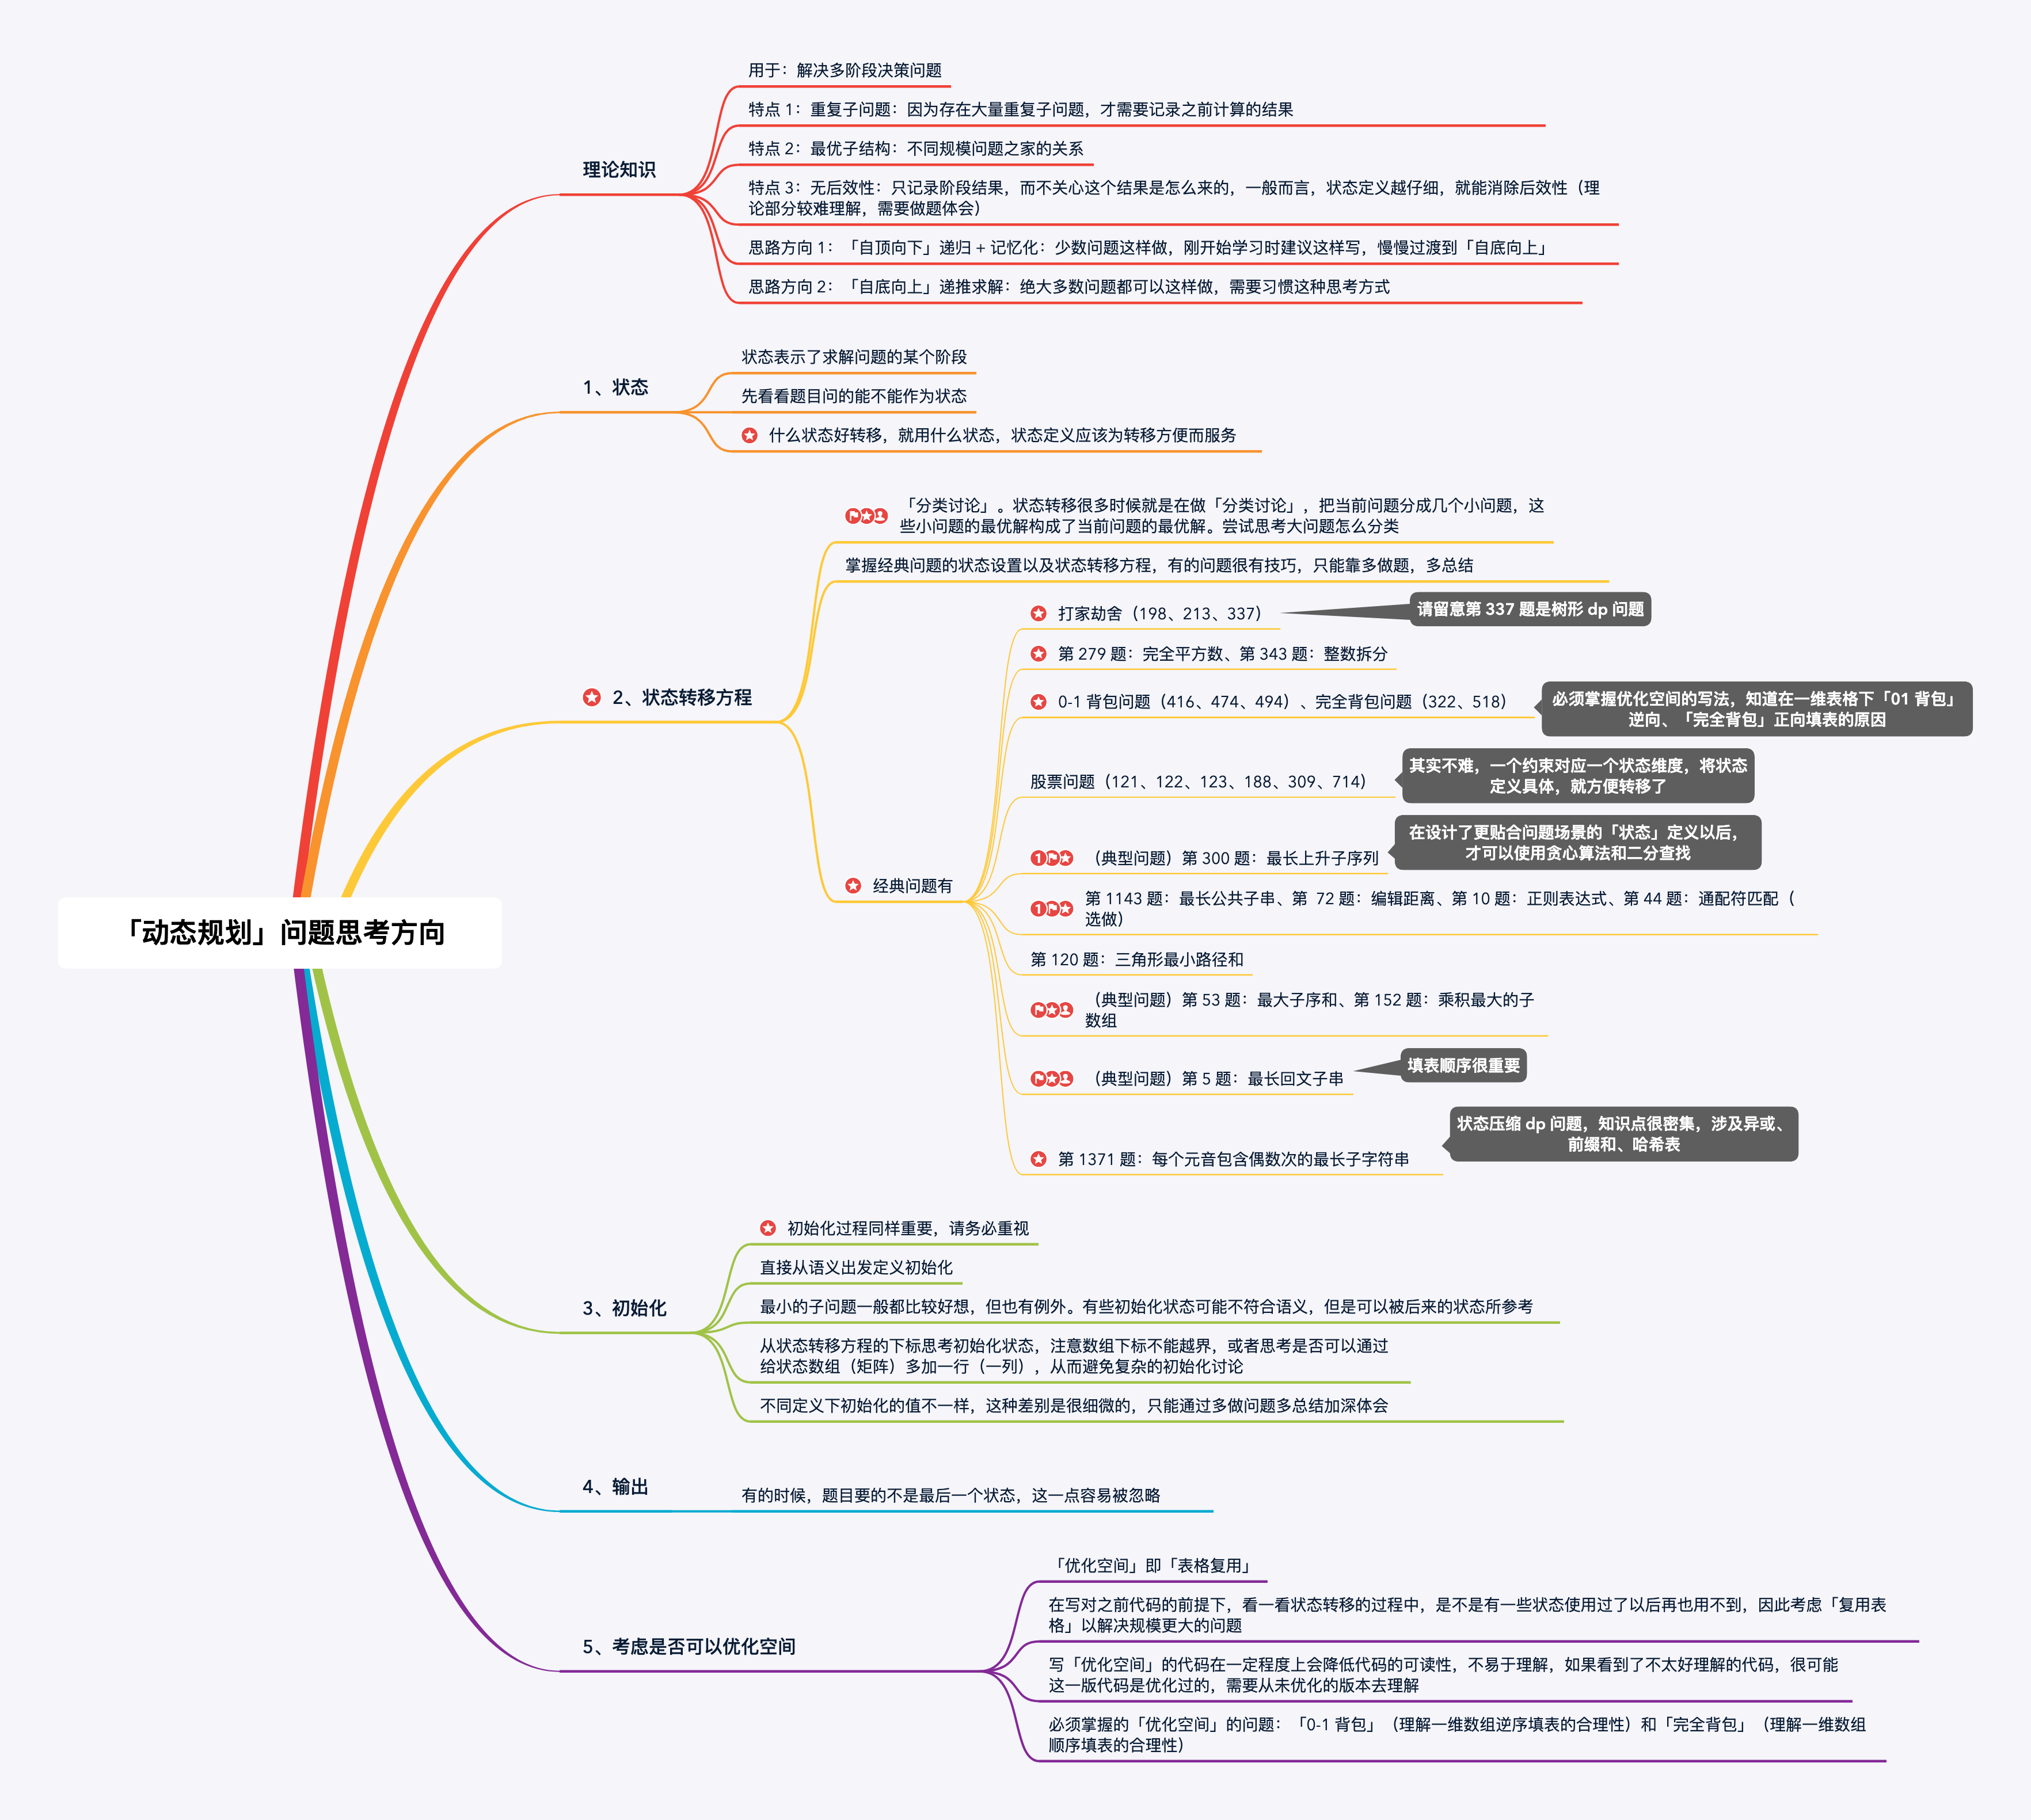 「动态规划」问题思考方向
理论知识
用于：解决多阶段决策问题
特点 1：重复子问题：因为存在大量重复子问题，才需要记录之前计算的结果
特点 2：最优子结构：不同规模问题之家的关系
特点 3：无后效性：只记录阶段结果，而不关心这个结果是怎么来的，一般而言，状态定义越仔细，就能消除后效性（理
论部分较难理解，需要做题体会）
思路方向 1：「自顶向下」递归 + 记忆化：少数问题这样做，刚开始学习时建议这样写，慢慢过渡到「自底向上」
思路方向 2：「自底向上」递推求解：绝大多数问题都可以这样做，需要习惯这种思考方式
1、状态
状态表示了求解问题的某个阶段
先看看题目问的能不能作为状态
什么状态好转移，就用什么状态，状态定义应该为转移方便而服务
2、状态转移方程
「分类讨论」。状态转移很多时候就是在做「分类讨论」，把当前问题分成几个小问题，这
些小问题的最优解构成了当前问题的最优解。尝试思考大问题怎么分类
掌握经典问题的状态设置以及状态转移方程，有的问题很有技巧，只能靠多做题，多总结
经典问题有
打家劫舍（198、213、337）
请留意第 337 题是树形 dp 问题
第 279 题：完全平方数、第 343 题：整数拆分
0-1 背包问题（416、474、494）、完全背包问题（322、518）
必须掌握优化空间的写法，知道在一维表格下「01 背包」
逆向、「完全背包」正向填表的原因
股票问题（121、122、123、188、309、714）
其实不难，一个约束对应一个状态维度，将状态
定义具体，就方便转移了
（典型问题）第 300 题：最长上升子序列
在设计了更贴合问题场景的「状态」定义以后，
才可以使用贪心算法和二分查找
第 1143 题：最长公共子串、第 72 题：编辑距离、第 10 题：正则表达式、第 44 题：通配符匹配（
选做）
第 120 题：三角形最小路径和
（典型问题）第 53 题：最大子序和、第 152 题：乘积最大的子
数组
（典型问题）第 5 题：最长回文子串
填表顺序很重要
第 1371 题：每个元音包含偶数次的最长子字符串
状态压缩 dp 问题，知识点很密集，涉及异或、
前缀和、哈希表
3、初始化
初始化过程同样重要，请务必重视
直接从语义出发定义初始化
最小的子问题一般都比较好想，但也有例外。有些初始化状态可能不符合语义，但是可以被后来的状态所参考
从状态转移方程的下标思考初始化状态，注意数组下标不能越界，或者思考是否可以通过
给状态数组（矩阵）多加一行（一列），从而避免复杂的初始化讨论
不同定义下初始化的值不一样，这种差别是很细微的，只能通过多做问题多总结加深体会
4、输出
有的时候，题目要的不是最后一个状态，这一点容易被忽略
5、考虑是否可以优化空间
「优化空间」即「表格复用」
在写对之前代码的前提下，看一看状态转移的过程中，是不是有一些状态使用过了以后再也用不到，因此考虑「复用表
格」以解决规模更大的问题
写「优化空间」的代码在一定程度上会降低代码的可读性，不易于理解，如果看到了不太好理解的代码，很可能
这一版代码是优化过的，需要从未优化的版本去理解
必须掌握的「优化空间」的问题：「0-1 背包」（理解一维数组逆序填表的合理性）和「完全背包」（理解一维数组
顺序填表的合理性）